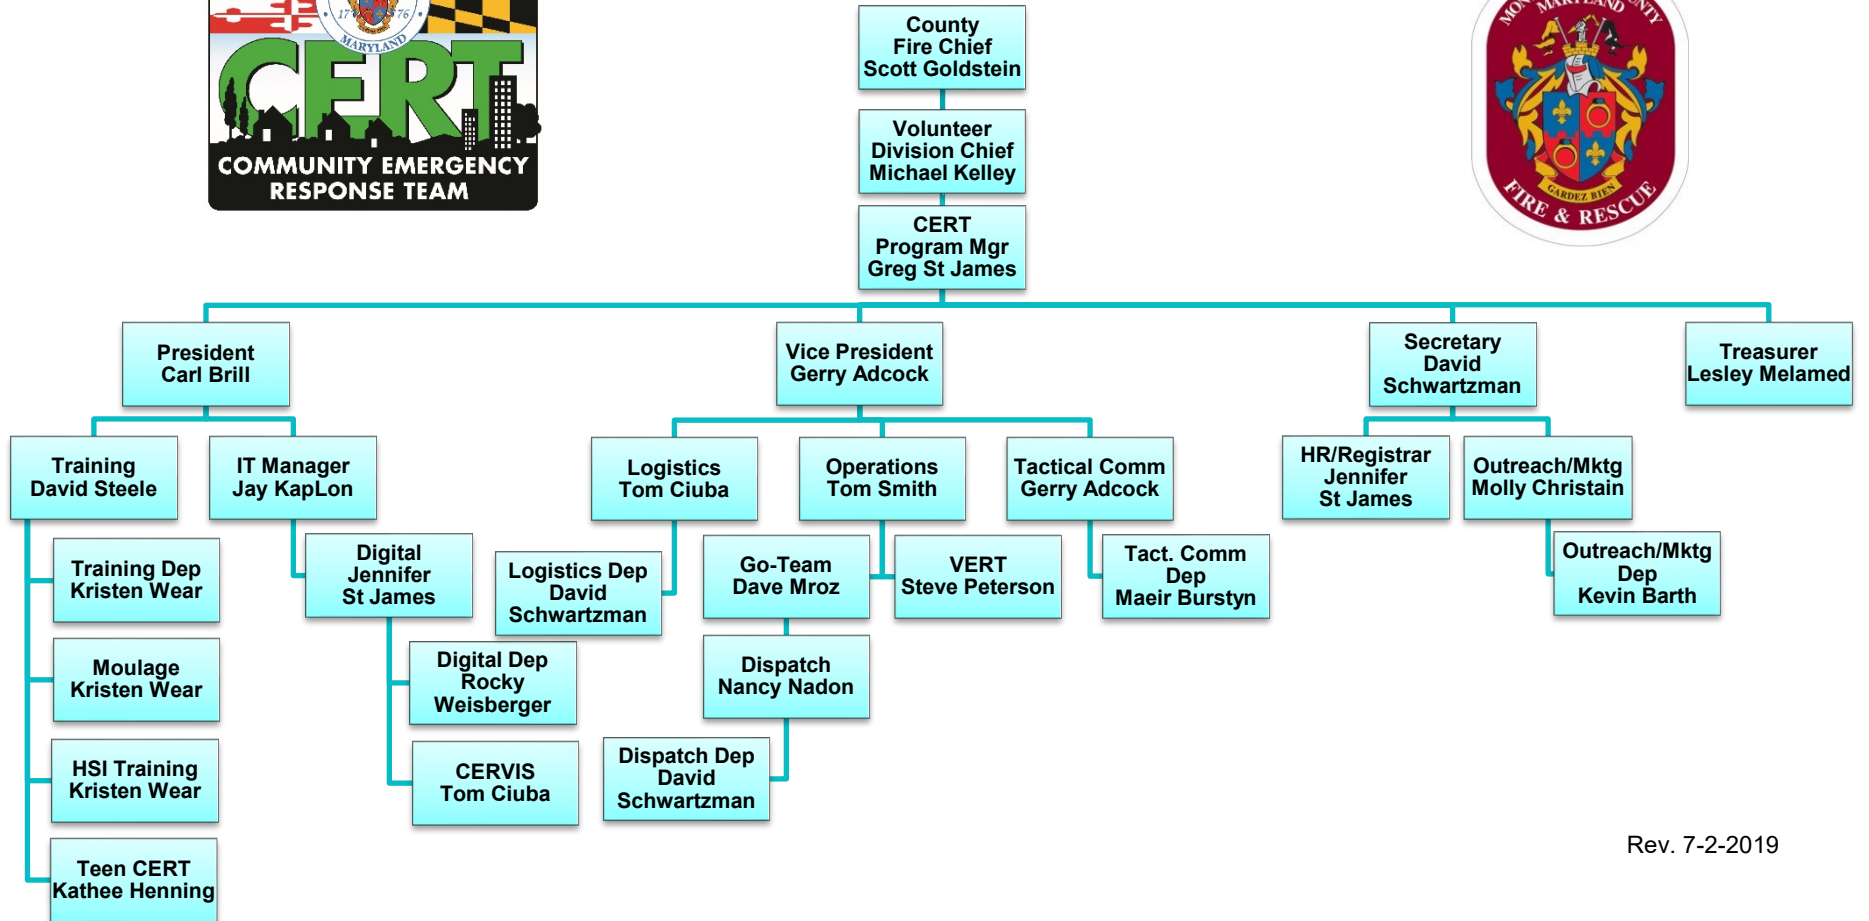 17 76
MARYLAND
CERT
COMMUNITY EMERGENCY
RESPONSE TEAM
County
Fire Chief
Scott Goldstein
MARYLAND
GARDEZ BIEN
FIRE & RESCUE
Volunteer
Division Chief
Michael Kelley
CERT
Program Mgr
Greg St James
President
Carl Brill
Vice President
Gerry Adcock
Secretary
David
Schwartzman
Treasurer
Lesley Melamed
Training
David Steele
IT Manager
Jay KapLon
Logistics
Tom Ciuba
Operations
Tom Smith
Tactical Comm
Gerry Adcock
HR/Registrar
Jennifer
St James
Outreach/Mktg
Molly Christain
Training Dep
Kristen Wear
Digital
Jennifer
St James
Logistics Dep
David
Schwartzman
Go-Team
Dave Mroz
VERT
Steve Peterson
Tact. Comm
Dep
Maeir Burstyn
Outreach/Mktg
Dep
Kevin Barth
Moulage
Kristen Wear
Digital Dep
Rocky
Weisberger
Dispatch
Nancy Nadon
HSI Training
Kristen Wear
CERVIS
Tom Ciuba
Dispatch Dep
David
Schwartzman
Teen CERT
Kathee Henning
Rev. 7-2-2019